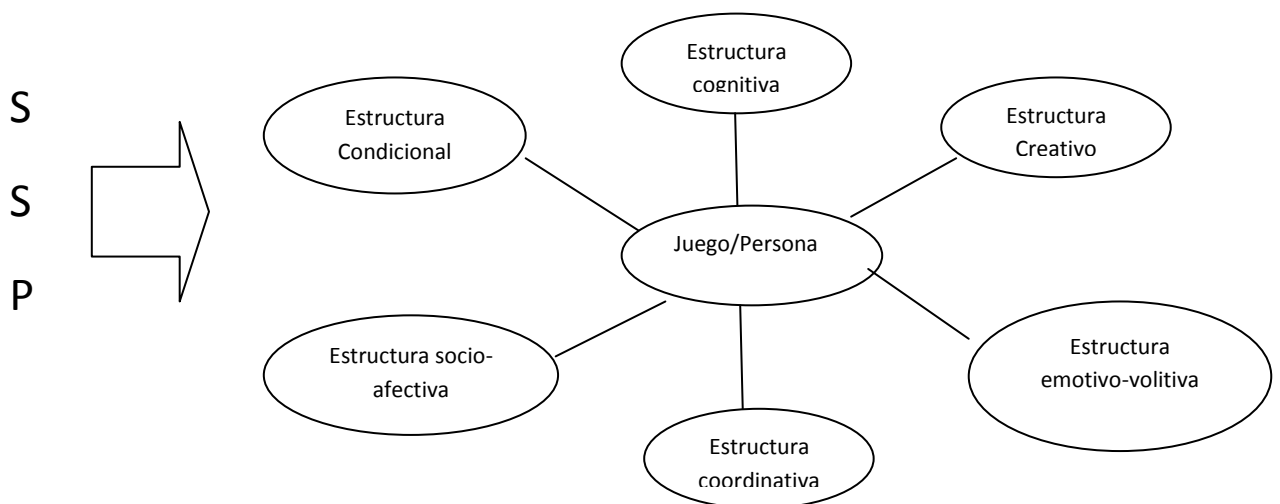 S
S
P
Estructura
cognitiva
Estructura
Condicional
Estructura
Creativo
Juego/Persona
Estructura socio-
afectiva
Estructura
emotivo-volitiva
Estructura
coordinativa